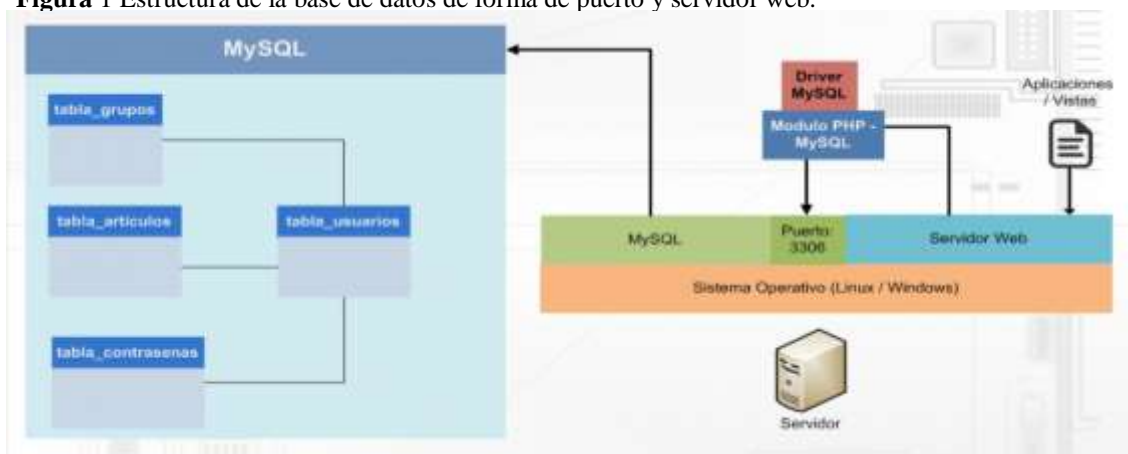 Figura 1 Estructura de la base de datos de forma de puerto y servidor web.
MySQL
tabla_grupos
tabla_articulos
tabla_usuarios
tabla_contrasenas
Driver
MySQL
Modulo PHP -
MySQL
Aplicaciones
/ Vistas
MySQL
Puerto:
3306
Servidor Web
Sistema Operativo (Linux / Windows)
Servidor